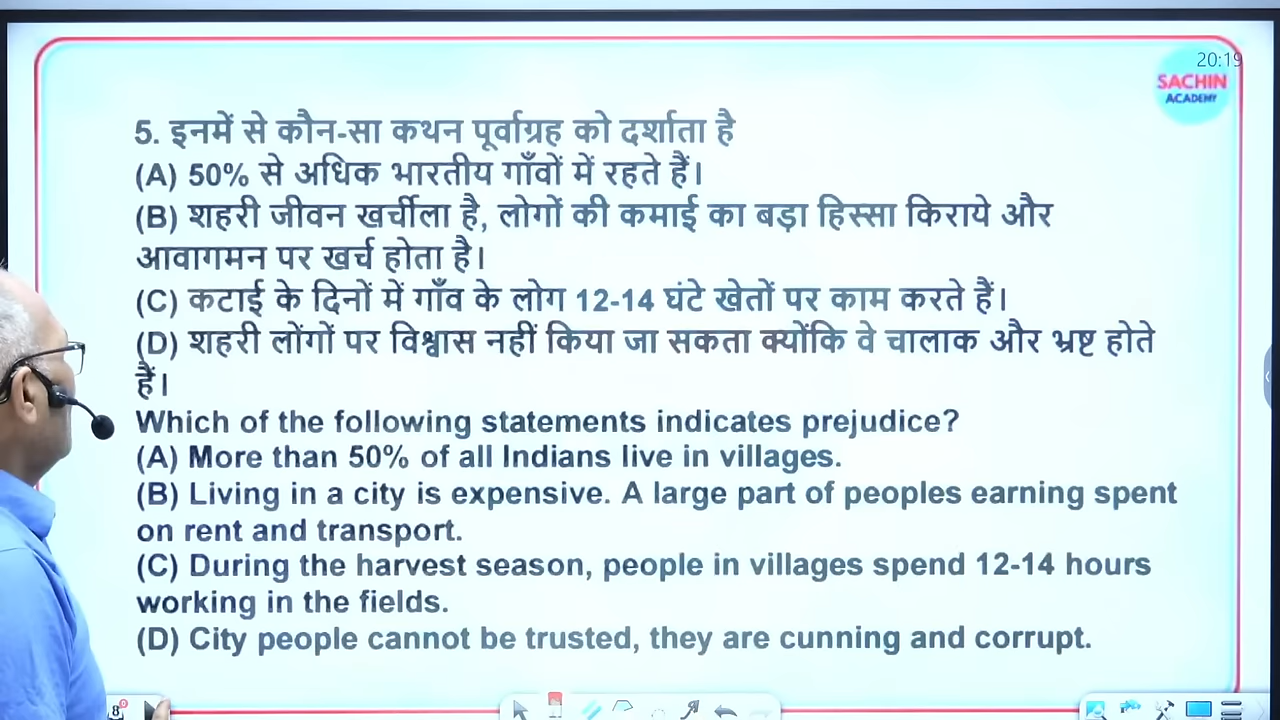 20:19
SACHIN
ACADEMY
5. इनमें से कौन-सा कथन पूर्वाग्रह को दर्शाता है
(A) 50% से अधिक भारतीय गाँवों में रहते हैं।
(B) शहरी जीवन खर्चीला है, लोगों की कमाई का बड़ा हिस्सा किराये और
आवागमन पर खर्च होता है।
(C) कटाई के दिनों में गाँव के लोग 12-14 घंटे खेतों पर काम करते हैं।
(D) शहरी लोंगों पर विश्वास नहीं किया जा सकता क्योंकि वे चालाक और भ्रष्ट होते
हैं।
Which of the following statements indicates prejudice?
(A) More than 50% of all Indians live in villages.
(B) Living in a city is expensive. A large part of peoples earning spent
on rent and transport.
(C) During the harvest season, people in villages spend 12-14 hours
working in the fields.
(D) City people cannot be trusted, they are cunning and corrupt.
8